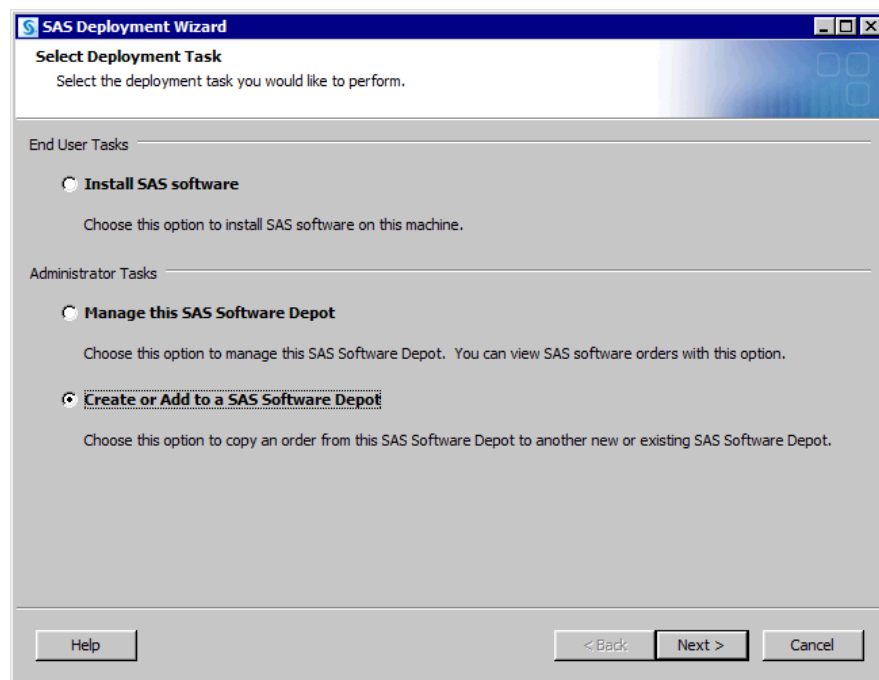 SAS Deployment Wizard
Select Deployment Task
Select the deployment task you would like to perform.
End User Tasks
Install SAS software
Choose this option to install SAS software on this machine.
Administrator Tasks
Manage this SAS Software Depot
Choose this option to manage this SAS Software Depot.  You can view SAS software orders with this option.
Create or Add to a SAS Software Depot
Choose this option to copy an order from this SAS Software Depot to another new or existing SAS Software Depot.
Help
< Back
Next >
Cancel